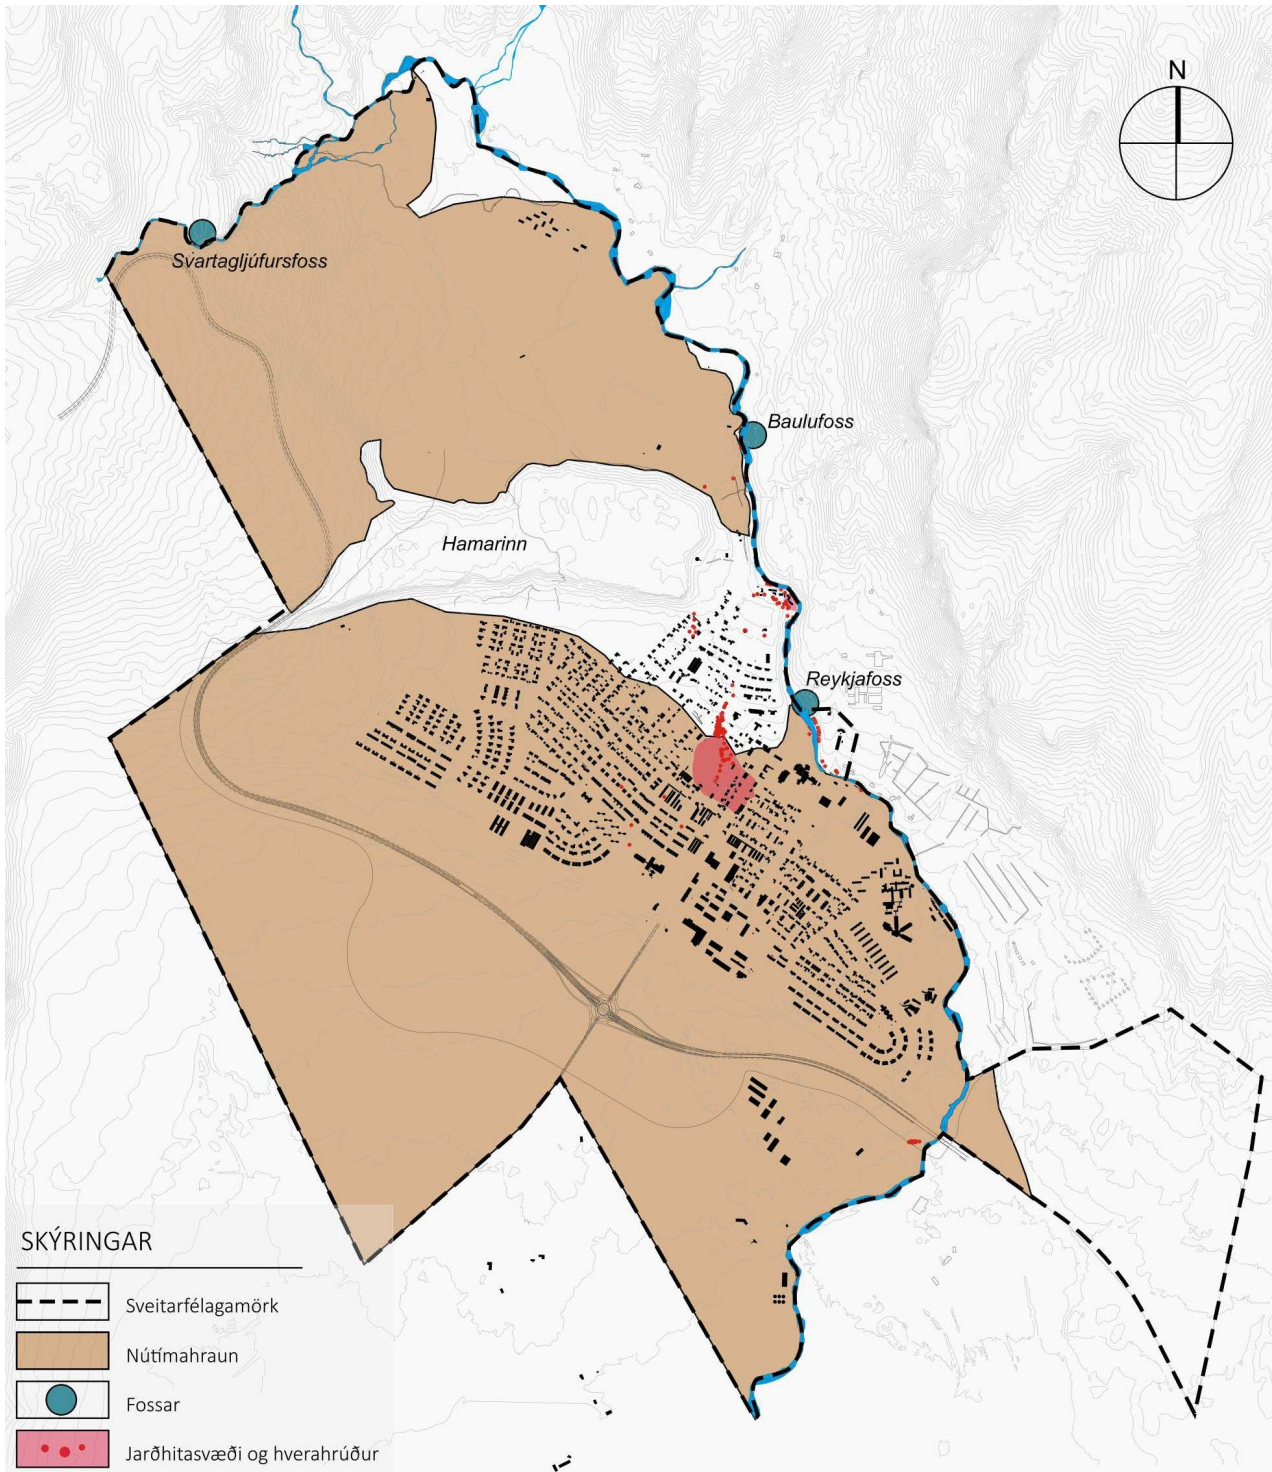 N
Svartagljúfursfoss
Baulufoss
Hamarinn
Reykjafoss
SKÝRINGAR
Sveitarfélagamörk
Nútímahraun
Fossar
Jarðhitasvæði og hverahrúður